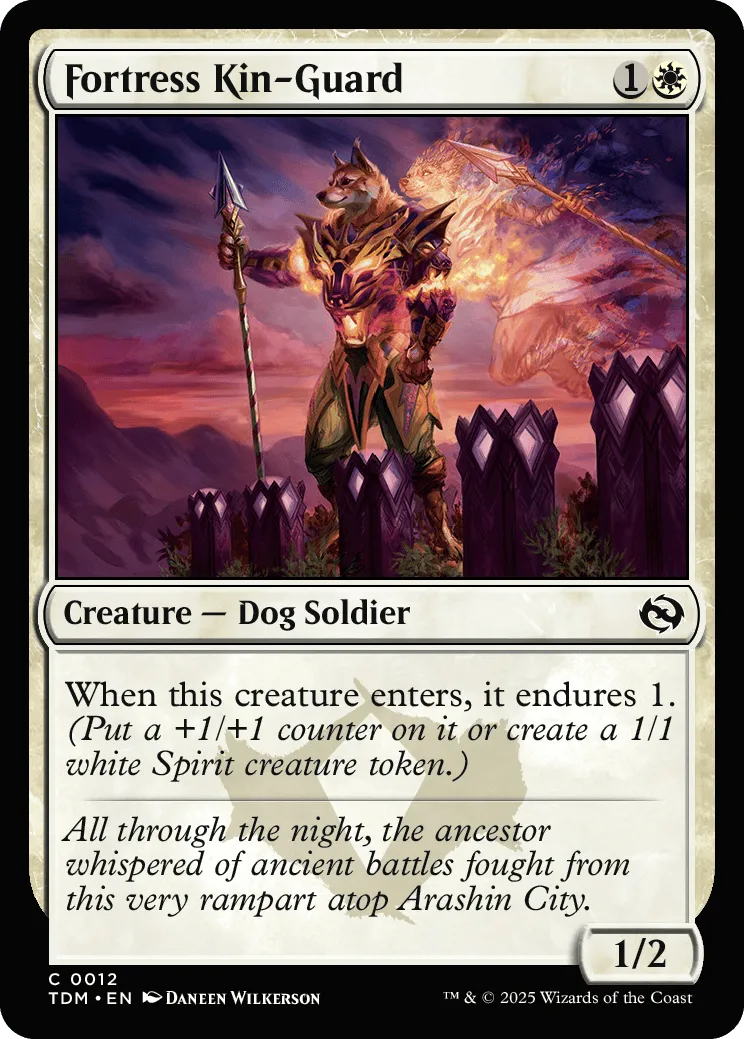 Fortress Kin-Guard
1
Creature — Dog Soldier
When this creature enters, it endures 1.
(Put a +1/+1 counter on it or create a 1/1
white Spirit creature token.)
All through the night, the ancestor
whispered of ancient battles fought from
this very rampart atop Arashin City.
1/2
C 0012
TDM • EN DANEEN WILKERSON
™ & © 2025 Wizards of the Coast